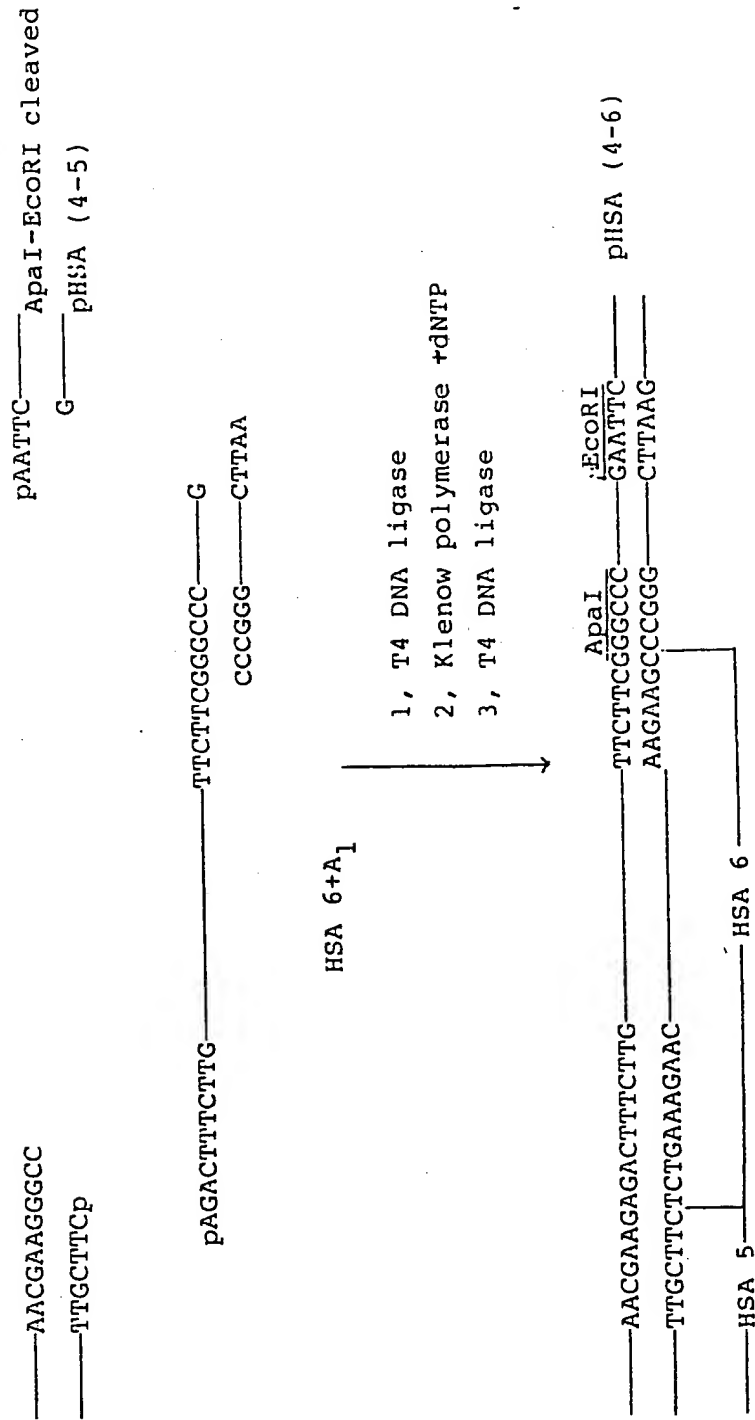 ——AACGAAGGGCC pAATTC—— ApaI-EcoRI cleaved
——TTGCTTCp G—— pHSA (4-5)
pAGACTTTCTTG——TTCTTCGGGCCC——G
CCCGGG——CTTAA
HSA 6+A1
1, T4 DNA ligase
2, Klenow polymerase +dNTP
3, T4 DNA ligase
ApaI EcoRI
——AACGAAGAGACTTTCTTG——TTCTTCGGGCCC——GAATTC—— pHSA (4-6)
——TTGCTTCTCTGAAAGAAC——AAGAAGCCCGGG——CTTAAG——
——HSA 5——HSA 6——